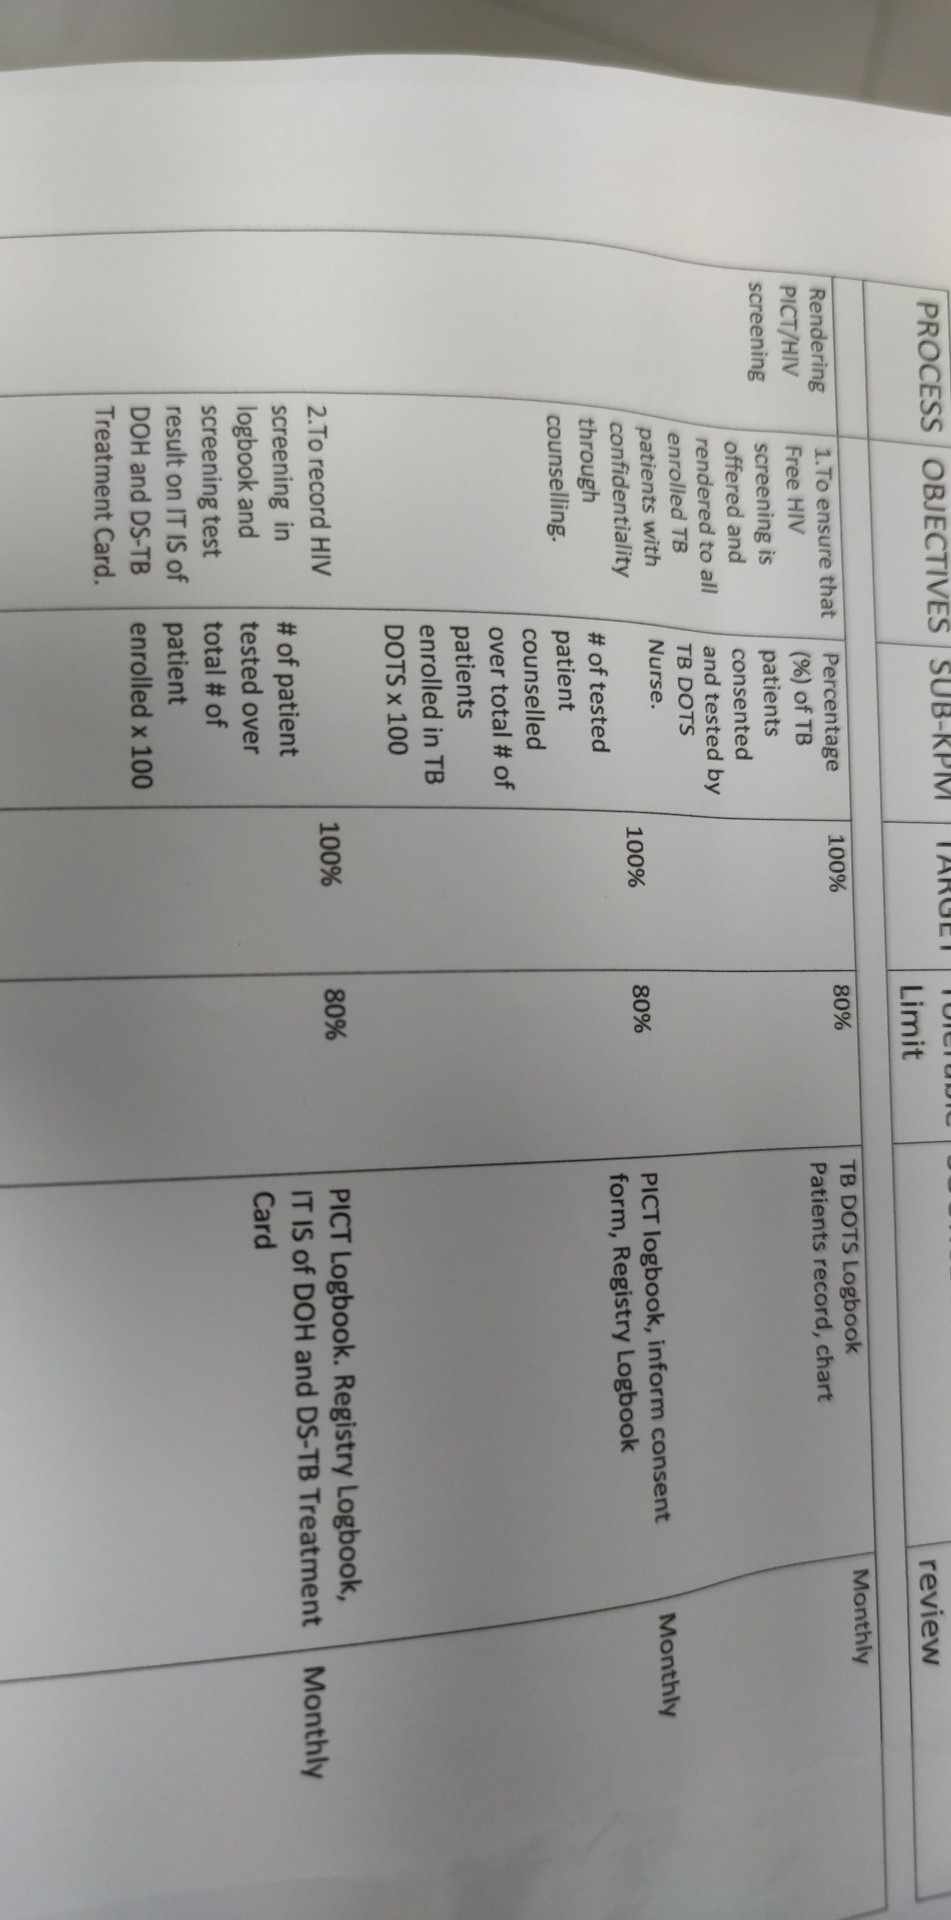 PROCESS
OBJECTIVES
SUB-KPM
TARGET
Limit
review
Rendering
PICT/HIV
screening
1.To ensure that
Free HIV
screening is
offered and
rendered to all
enrolled TB
patients with
confidentiality
through
counselling.
Percentage
(%) of TB
patients
consented
and tested by
TB DOTS
Nurse.
100%
80%
TB DOTS Logbook
Patients record, chart
Monthly
# of tested
patient
counselled
over total # of
patients
enrolled in TB
DOTS x 100
100%
80%
PICT logbook, inform consent
form, Registry Logbook
Monthly
2.To record HIV
screening in
logbook and
screening test
result on IT IS of
DOH and DS-TB
Treatment Card.
# of patient
tested over
total # of
patient
enrolled x 100
100%
80%
PICT Logbook. Registry Logbook,
IT IS of DOH and DS-TB Treatment
Card
Monthly